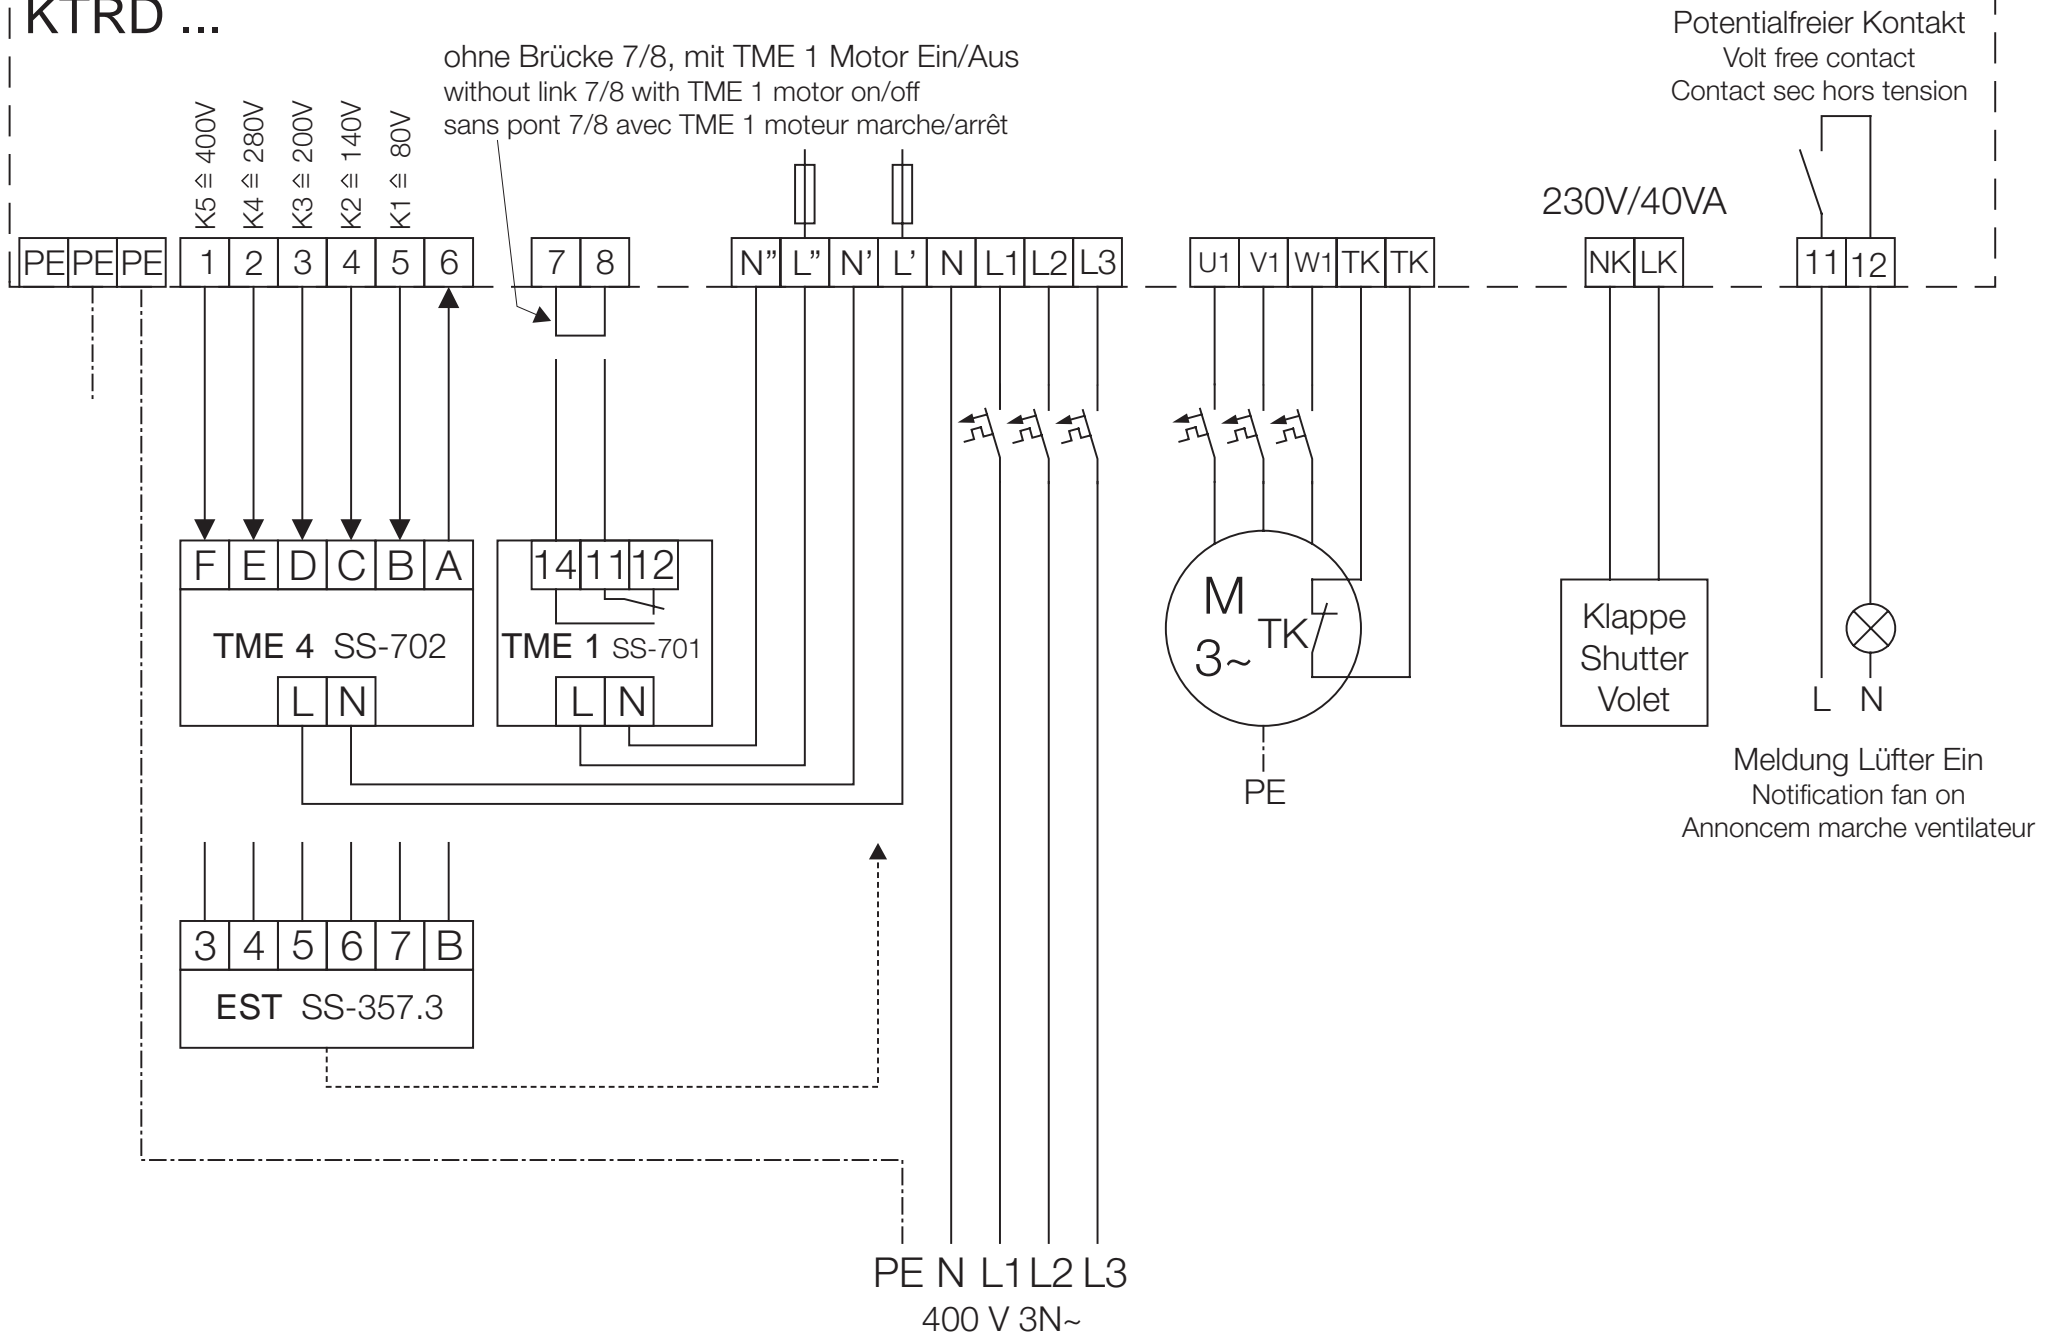 KTRD ...
ohne Brücke 7/8, mit TME 1 Motor Ein/Aus
without link 7/8 with TME 1 motor on/off
sans pont 7/8 avec TME 1 moteur marche/arrêt
Potentialfreier Kontakt
Volt free contact
Contact sec hors tension
K5 ≙ 400V
K4 ≙ 280V
K3 ≙ 200V
K2 ≙ 140V
K1 ≙ 80V
230V/40VA
PE PE PE 1 2 3 4 5 6 7 8 N” L” N’ L’ N L1 L2 L3 U1 V1 W1 TK TK NK LK 11 12
F E D C B A
14 11 12
TME 4 SS-702
TME 1 SS-701
L N
L N
M
3~
TK
PE
Klappe
Shutter
Volet
L N
Meldung Lüfter Ein
Notification fan on
Annoncem marche ventilateur
3 4 5 6 7 B
EST SS-357.3
PE N L1 L2 L3
400 V 3N~